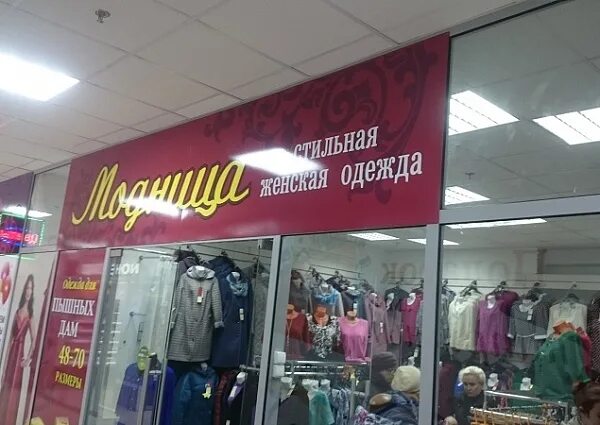 Модница
стильная
женская одежда
Одежда для
ПЫШНЫХ
ДАМ
48-70
РАЗМЕРЫ